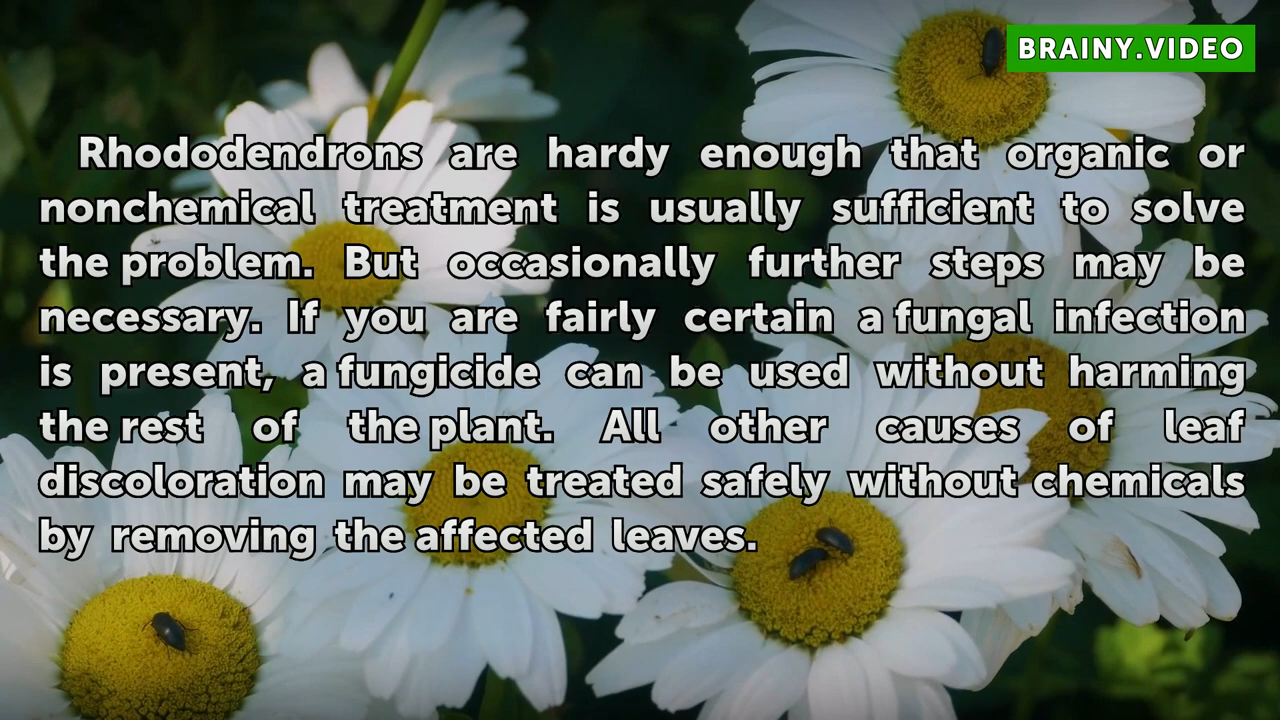 BRAINY.VIDEO
Rhododendrons are hardy enough that organic or
nonchemical treatment is usually sufficient to solve
the problem. But occasionally further steps may be
necessary. If you are fairly certain a fungal infection
is present, a fungicide can be used without harming
the rest of the plant. All other causes of leaf
discoloration may be treated safely without chemicals
by removing the affected leaves.